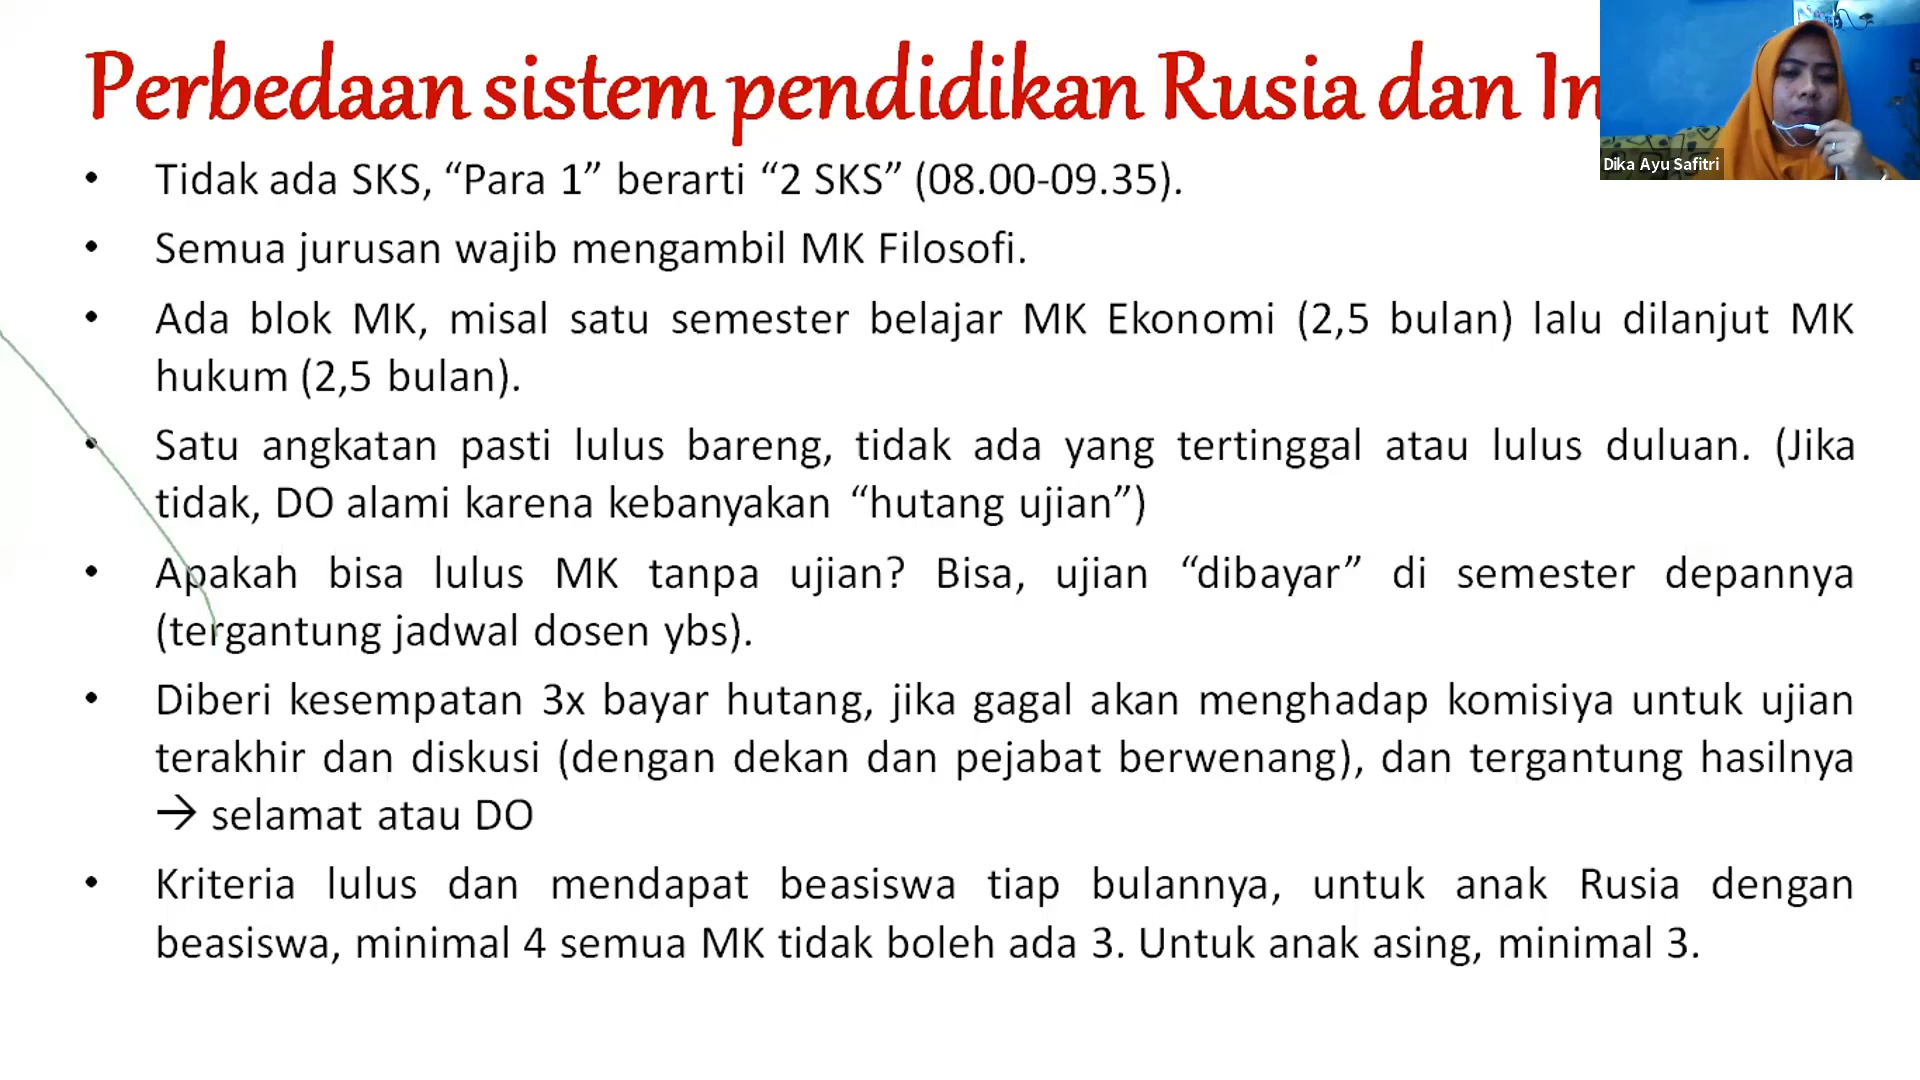 Perbedaan sistem pendidikan Rusia dan In
Dika Ayu Safitri
• Tidak ada SKS, “Para 1” berarti “2 SKS” (08.00-09.35).
• Semua jurusan wajib mengambil MK Filosofi.
• Ada blok MK, misal satu semester belajar MK Ekonomi (2,5 bulan) lalu dilanjut MK
hukum (2,5 bulan).
• Satu angkatan pasti lulus bareng, tidak ada yang tertinggal atau lulus duluan. (Jika
tidak, DO alami karena kebanyakan “hutang ujian”)
• Apakah bisa lulus MK tanpa ujian? Bisa, ujian “dibayar” di semester depannya
(tergantung jadwal dosen ybs).
• Diberi kesempatan 3x bayar hutang, jika gagal akan menghadap komisiya untuk ujian
terakhir dan diskusi (dengan dekan dan pejabat berwenang), dan tergantung hasilnya
→ selamat atau DO
• Kriteria lulus dan mendapat beasiswa tiap bulannya, untuk anak Rusia dengan
beasiswa, minimal 4 semua MK tidak boleh ada 3. Untuk anak asing, minimal 3.